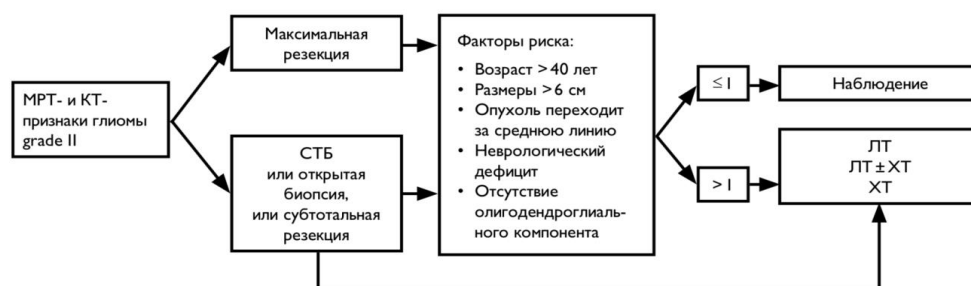 МРТ- и КТ-
признаки глиомы
grade II
Максимальная
резекция
СТБ
или открытая
биопсия,
или субтотальная
резекция
Факторы риска:
• Возраст > 40 лет
• Размеры >6 см
• Опухоль переходит
за среднюю линию
• Неврологический
дефицит
• Отсутствие
олигодендроглиаль-
ного компонента
≤ I
Наблюдение
> I
ЛТ
ЛТ ± ХТ
ХТ